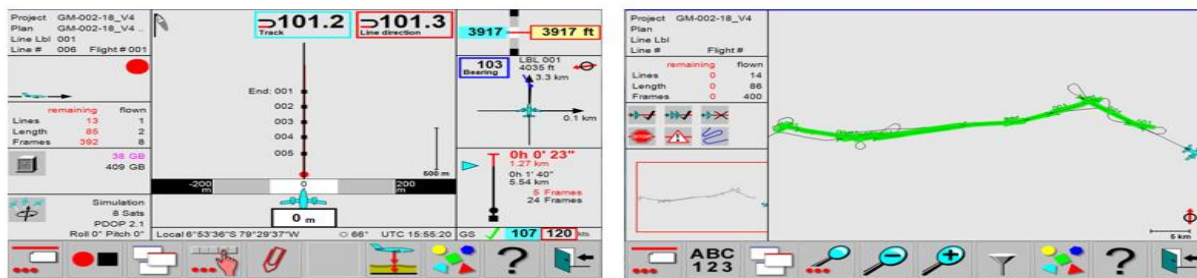 Project GM-002-18_V4
Plan GM-002-18_V4 ..
Line Lbl 001
Line # 006 Flight # 001
remaining flown
Lines 13 1
Length 85 2
Frames 392 8
38 GB
409 GB
Simulation
8 Sats
PDOP 2.1
Roll 0° Pitch 0°
101.2
Track
101.3
Line direction
End: 001
002
003
004
005
500 m
-200 m
0
200 m
0 m
Local 6°53'36"S 79°29'37"W 66° UTC 15:55:20
3917
3917 ft
103
Bearing
LBL 001
4035 ft
3.3 km
0.1 km
0h 0' 23"
1.27 km
0h 1' 40"
5.54 km
5 Frames
24 Frames
GS 107 120 kts
?
Project GM-002-18_V4
Plan
Line Lbl
Line # Flight#
remaining flown
Lines 0 14
Length 0 86
Frames 0 400
5 km
ABC
123
?